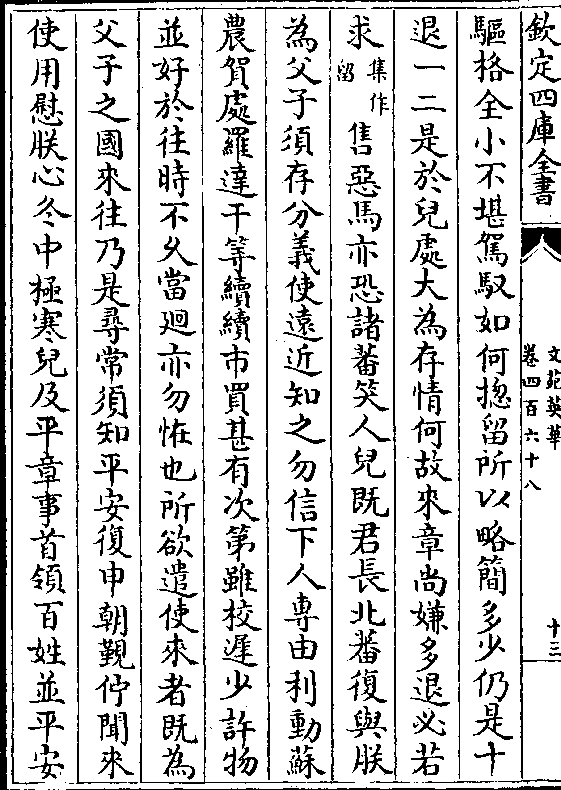 欽定四庫全書
文苑英華
卷四百六十八
十三
驅格全小不堪駕馭如何揔留所以略簡多少仍是十
退一二是於兒處大為存情何故來章尚嫌多退必若
求集作留售惡馬亦恐諸蕃笑人兒既君長北蕃復與朕
為父子須存分義使遠近知之勿信下人專由利動蘇
農賀處羅達干等續續市買甚有次第雖校遲少許物
並好於往時不乆當廻亦勿恠也所欲遣使來者既為
父子之國來往乃是尋常須知平安復申朝覲佇聞來
使用慰朕心冬中極寒兒及平章事首領百姓並平安